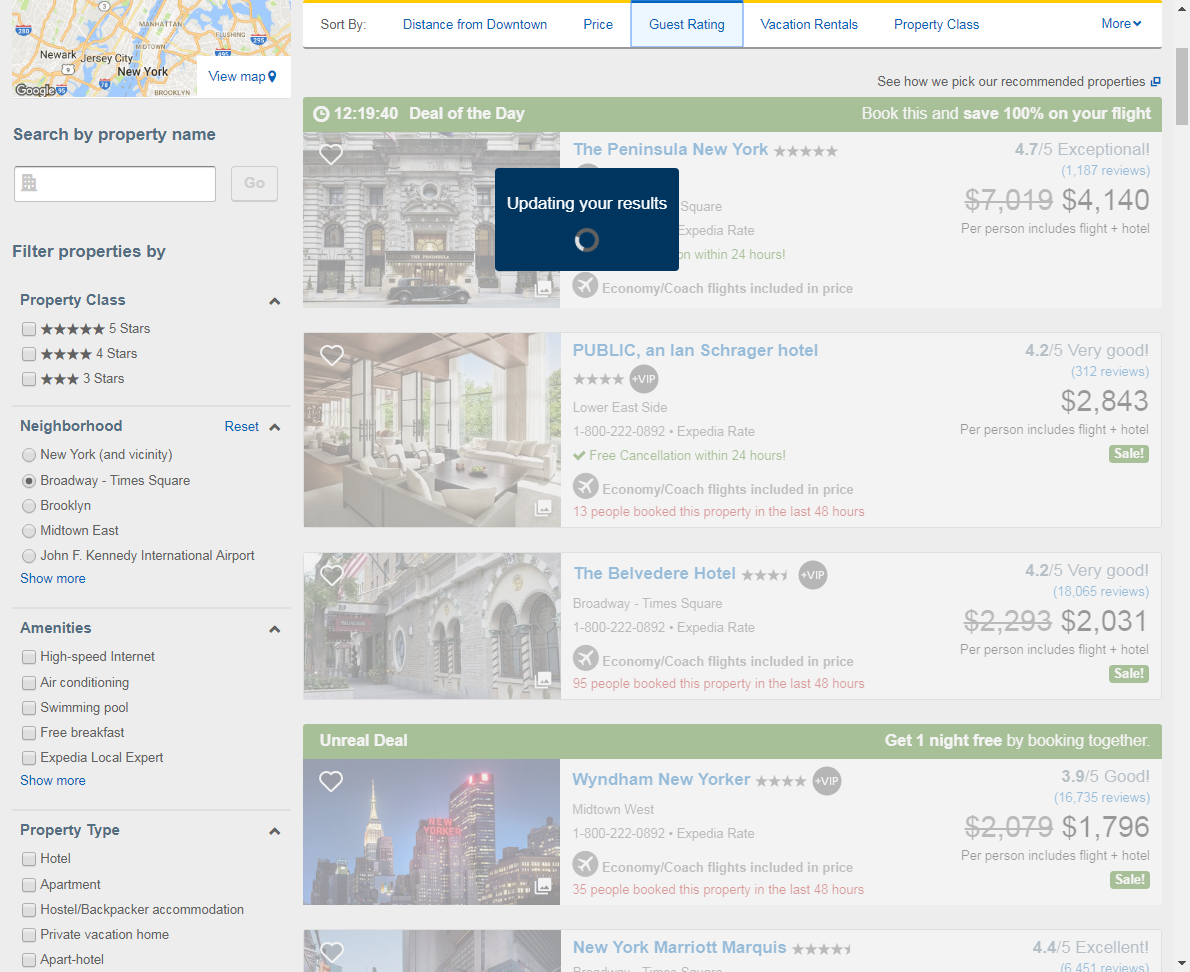 MANHATTAN
FLUSHING
Newark
Jersey City
MIDTOWN
New York
BROOKLYN
Google
View map
Search by property name
Go
Filter properties by
Property Class
5 Stars
4 Stars
3 Stars
Neighborhood Reset
New York (and vicinity)
Broadway - Times Square
Brooklyn
Midtown East
John F. Kennedy International Airport
Show more
Amenities
High-speed Internet
Air conditioning
Swimming pool
Free breakfast
Expedia Local Expert
Show more
Property Type
Hotel
Apartment
Hostel/Backpacker accommodation
Private vacation home
Apart-hotel
Sort By: Distance from Downtown Price Guest Rating Vacation Rentals Property Class More
See how we pick our recommended properties
12:19:40 Deal of the Day Book this and save 100% on your flight
The Peninsula New York 4.7/5 Exceptional!
(1,187 reviews)
Updating your results
Square
$7,019 $4,140
Expedia Rate
Per person includes flight + hotel
within 24 hours!
THE PENINSULA
Economy/Coach flights included in price
PUBLIC, an Ian Schrager hotel 4.2/5 Very good!
+VIP (312 reviews)
Lower East Side $2,843
1-800-222-0892 • Expedia Rate Per person includes flight + hotel
Free Cancellation within 24 hours! Sale!
Economy/Coach flights included in price
13 people booked this property in the last 48 hours
The Belvedere Hotel +VIP 4.2/5 Very good!
(18,065 reviews)
Broadway - Times Square $2,293 $2,031
1-800-222-0892 • Expedia Rate Per person includes flight + hotel
Economy/Coach flights included in price Sale!
95 people booked this property in the last 48 hours
Unreal Deal Get 1 night free by booking together.
Wyndham New Yorker +VIP 3.9/5 Good!
(16,735 reviews)
NEW YORKER
Midtown West $2,079 $1,796
1-800-222-0892 • Expedia Rate Per person includes flight + hotel
Economy/Coach flights included in price Sale!
35 people booked this property in the last 48 hours
New York Marriott Marquis 4.4/5 Excellent!
Broadway - Times Square (6,451 reviews)